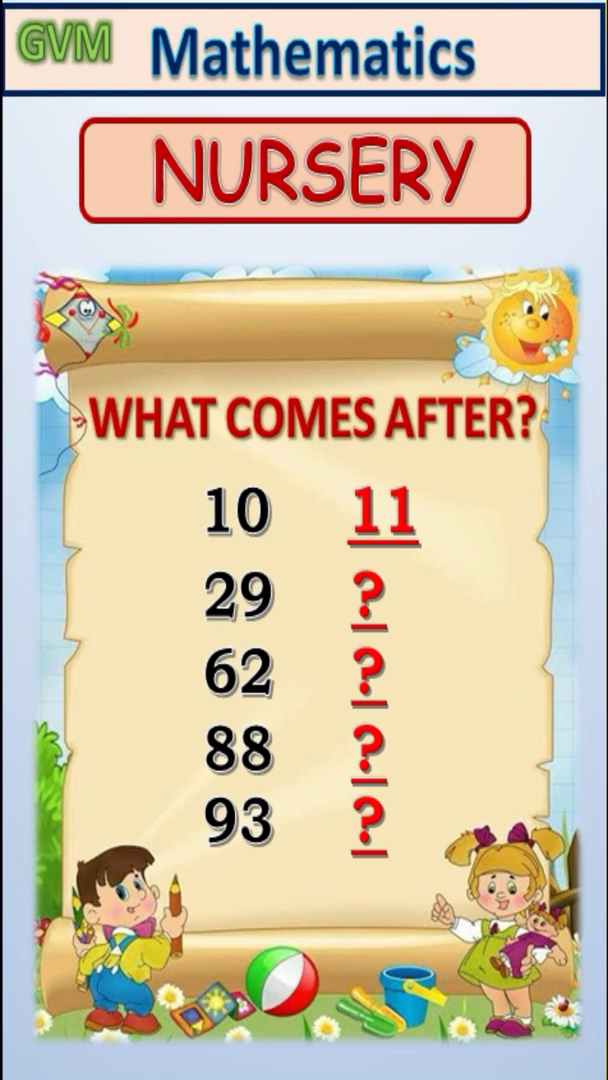 GVM Mathematics
NURSERY
WHAT COMES AFTER?
10 11
29 ?
62 ?
88 ?
93 ?